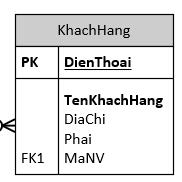 KhachHang
PK DienThoai
TenKhachHang
DiaChi
Phai
FK1 MaNV